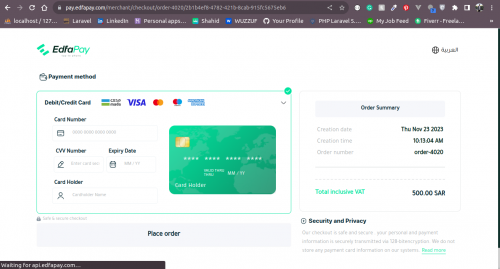 pay.edfapay.com/merchant/checkout/order-4020/2b1b4ef8-4782-421b-8cab-915fc5b75ebe
localhost / 127... Laravel LinkedIn Personal apps... Shahid WUZZUF Your Profile PHP Laravel S... My Job Feed Fiverr - Freela...
EdfaPay
العربية
Payment method
Debit/Credit Card
VISA
Card Number
0000 0000 0000 0000
CVV Number Expiry Date
MM / YY
Card Holder
Cardholder Name
**** **** **** ****
VALID THRU MM / YY
Card Holder
Safe & secure checkout
Place order
Order Summary
Creation date Thu Nov 23 2023
Creation time 10:13:04 AM
Order number order-4020
Total inclusive VAT 500.00 SAR
Security and Privacy
Our checkout is safe and secure. your personal and payment
information is securely transmitted via 128-bit encryption. We do not
store any payment card information on our systems. Read more
Waiting for api.edfapay.com...